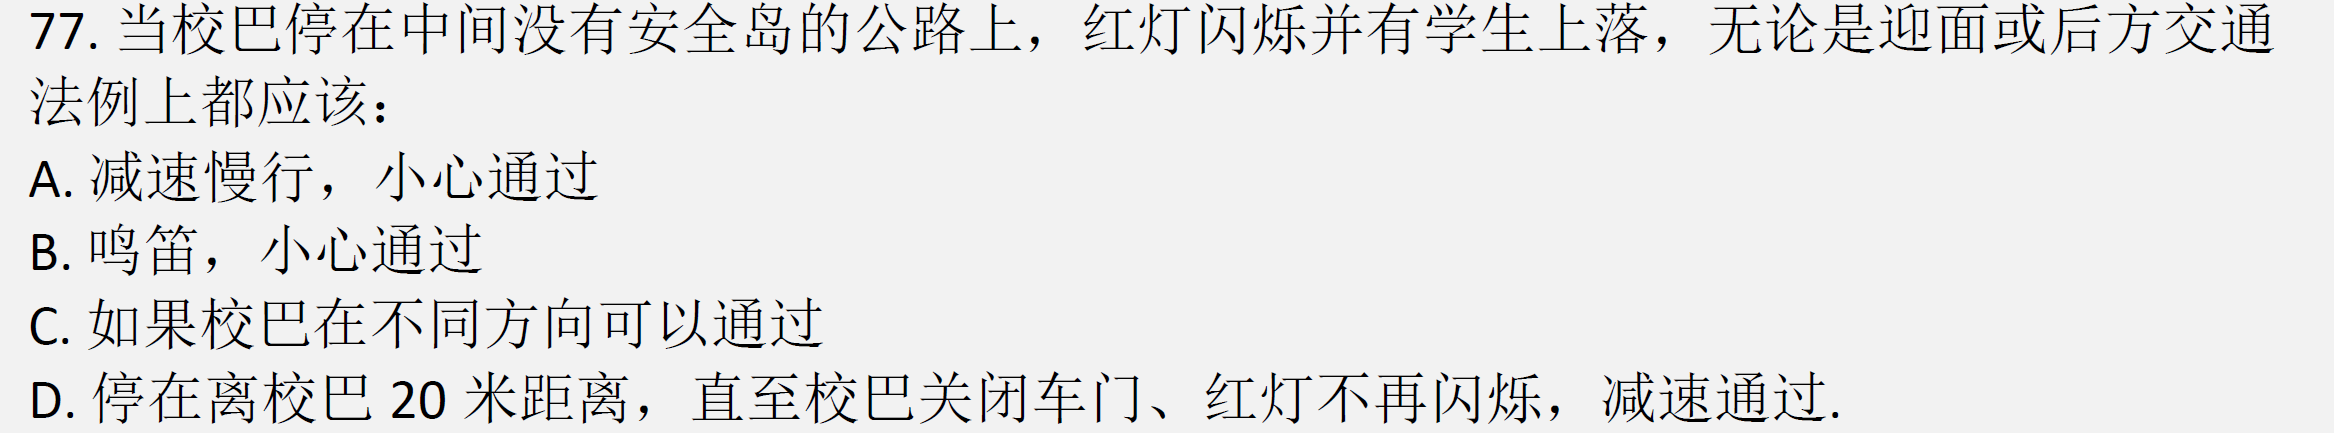 77. 当校巴停在中间没有安全岛的公路上，红灯闪烁并有学生上落，无论是迎面或后方交通
法例上都应该：
A. 减速慢行，小心通过
B. 鸣笛，小心通过
C. 如果校巴在不同方向可以通过
D. 停在离校巴 20 米距离，直至校巴关闭车门、红灯不再闪烁，减速通过.